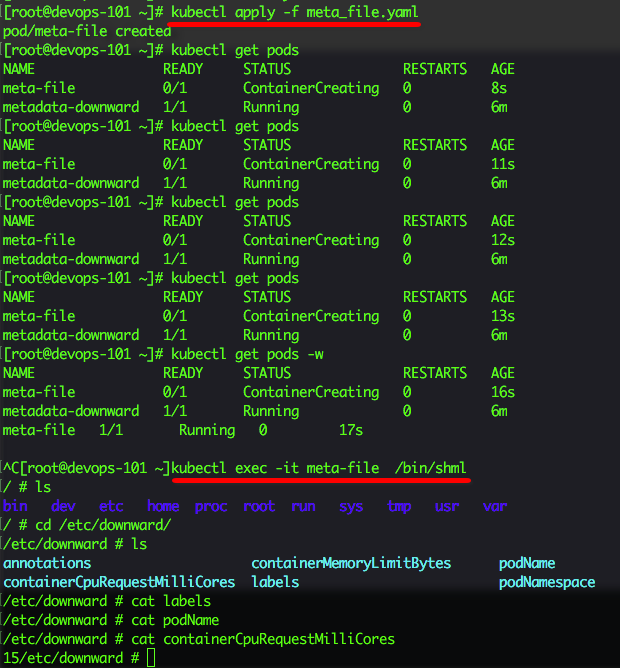 [root@devops-101 ~]# kubectl apply -f meta_file.yaml
pod/meta-file created
[root@devops-101 ~]# kubectl get pods
NAME READY STATUS RESTARTS AGE
meta-file 0/1 ContainerCreating 0 8s
metadata-downward 1/1 Running 0 6m
[root@devops-101 ~]# kubectl get pods
NAME READY STATUS RESTARTS AGE
meta-file 0/1 ContainerCreating 0 11s
metadata-downward 1/1 Running 0 6m
[root@devops-101 ~]# kubectl get pods
NAME READY STATUS RESTARTS AGE
meta-file 0/1 ContainerCreating 0 12s
metadata-downward 1/1 Running 0 6m
[root@devops-101 ~]# kubectl get pods
NAME READY STATUS RESTARTS AGE
meta-file 0/1 ContainerCreating 0 13s
metadata-downward 1/1 Running 0 6m
[root@devops-101 ~]# kubectl get pods -w
NAME READY STATUS RESTARTS AGE
meta-file 0/1 ContainerCreating 0 16s
metadata-downward 1/1 Running 0 6m
meta-file 1/1 Running 0 17s
^C[root@devops-101 ~]kubectl exec -it meta-file /bin/shml
/ # ls
bin dev etc home proc root run sys tmp usr var
/ # cd /etc/downward/
/etc/downward # ls
annotations containerMemoryLimitBytes podName
containerCpuRequestMilliCores labels podNamespace
/etc/downward # cat labels
/etc/downward # cat podName
/etc/downward # cat containerCpuRequestMilliCores
15/etc/downward #